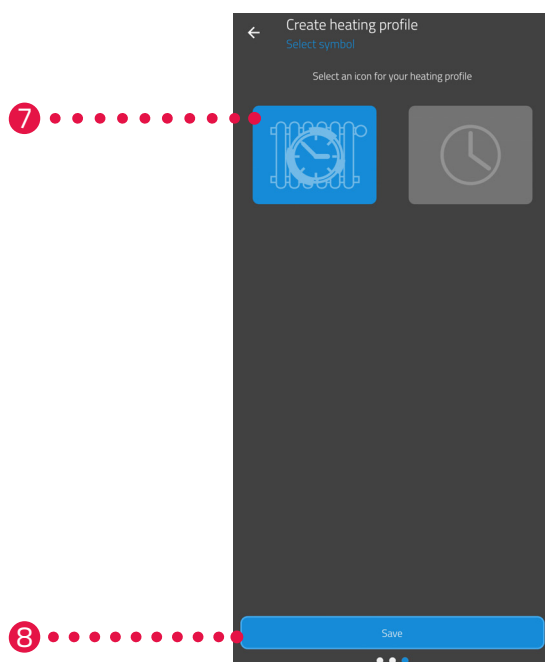 Create heating profile
Select symbol
Select an icon for your heating profile
7
8
Save